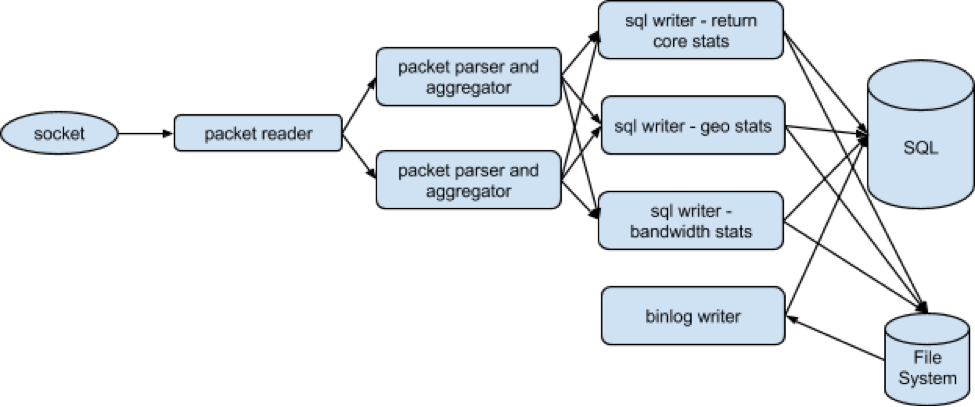 socket
packet reader
packet parser and
aggregator
packet parser and
aggregator
sql writer - return
core stats
sql writer - geo stats
sql writer -
bandwidth stats
binlog writer
SQL
File
System